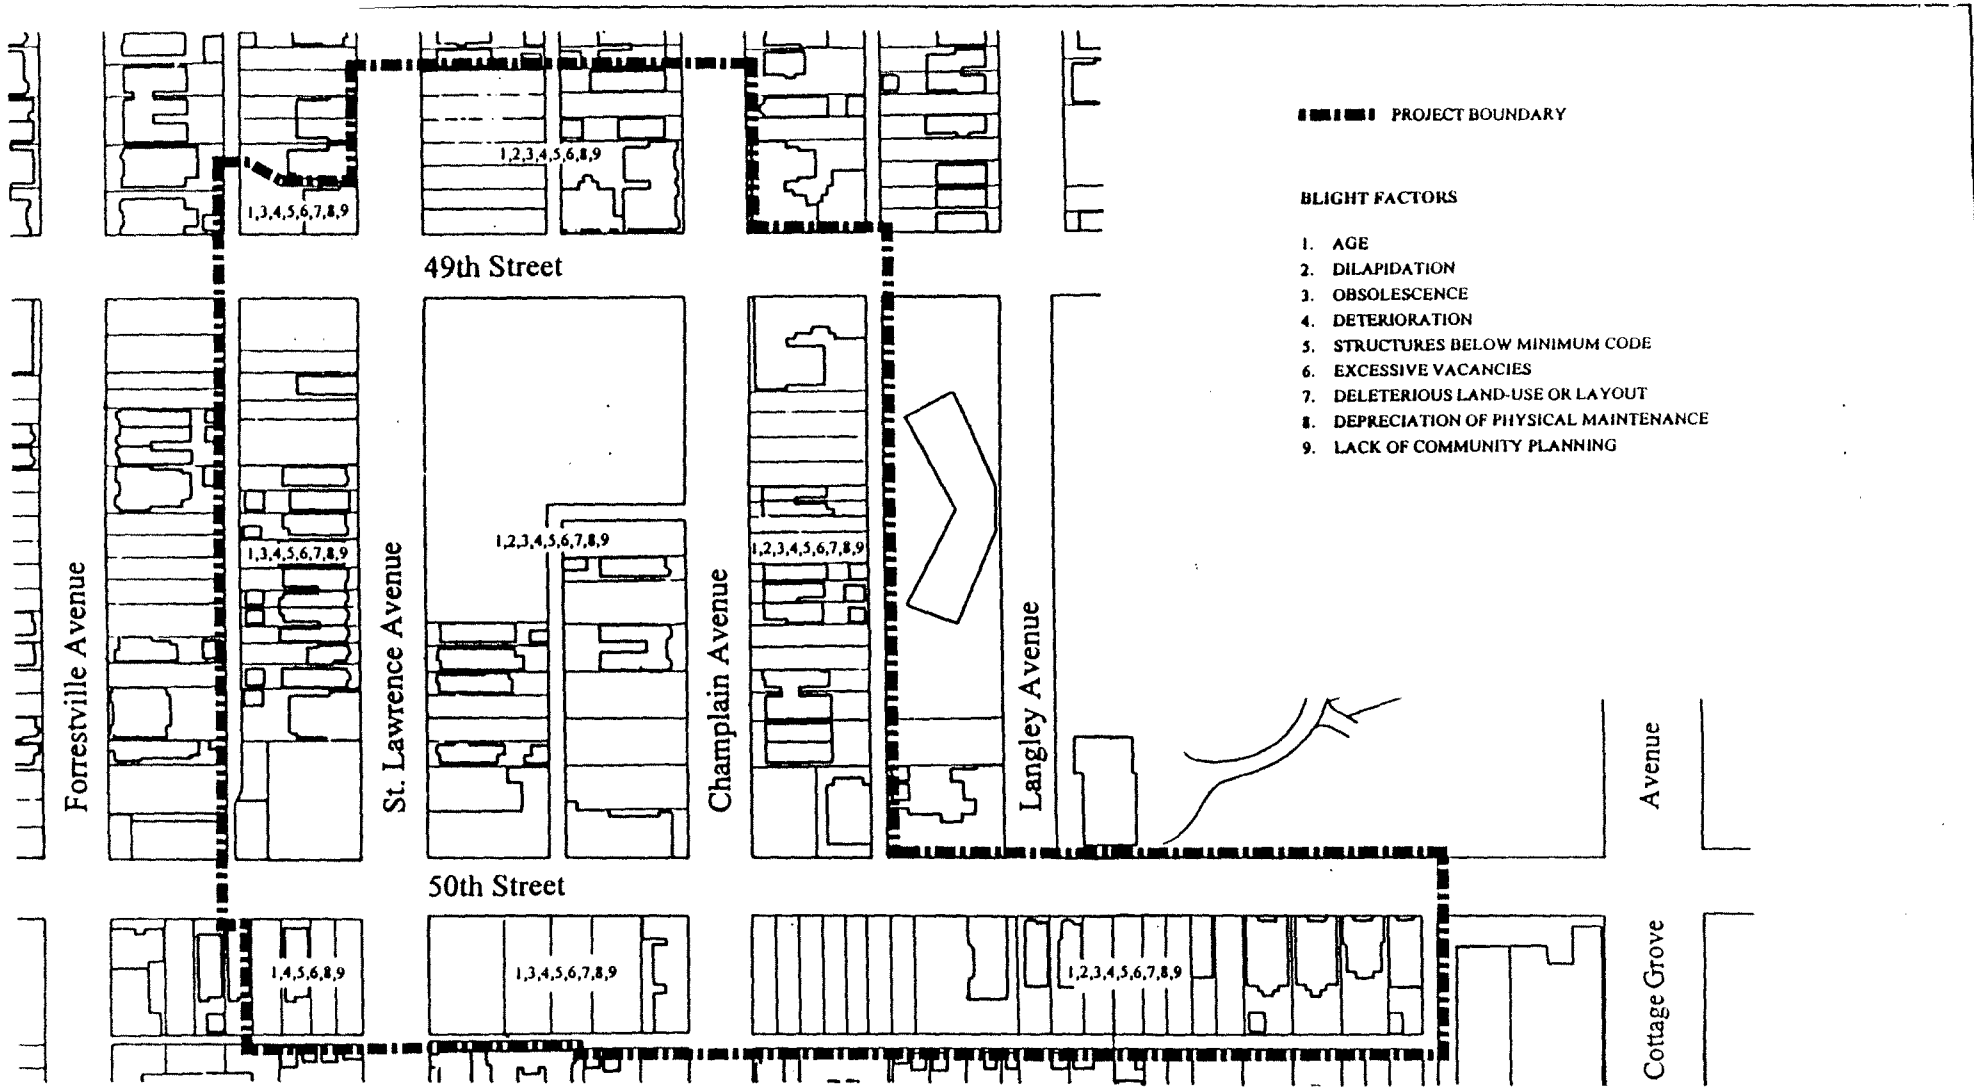 PROJECT BOUNDARY
BLIGHT FACTORS
1. AGE
2. DILAPIDATION
3. OBSOLESCENCE
4. DETERIORATION
5. STRUCTURES BELOW MINIMUM CODE
6. EXCESSIVE VACANCIES
7. DELETERIOUS LAND-USE OR LAYOUT
8. DEPRECIATION OF PHYSICAL MAINTENANCE
9. LACK OF COMMUNITY PLANNING
1,2,3,4,5,6,8,9
1,3,4,5,6,7,8,9
49th Street
1,3,4,5,6,7,8,9
1,2,3,4,5,6,7,8,9
1,2,3,4,5,6,7,8,9
Forrestville Avenue
St. Lawrence Avenue
Champlain Avenue
Langley Avenue
Cottage Grove Avenue
50th Street
1,4,5,6,8,9
1,3,4,5,6,7,8,9
1,2,3,4,5,6,7,8,9